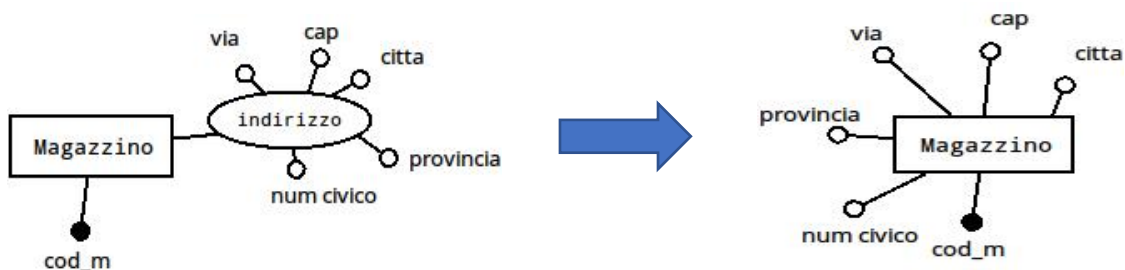 via
cap
citta
indirizzo
Magazzino
provincia
num civico
cod_m
via
cap
citta
provincia
Magazzino
num civico
cod_m